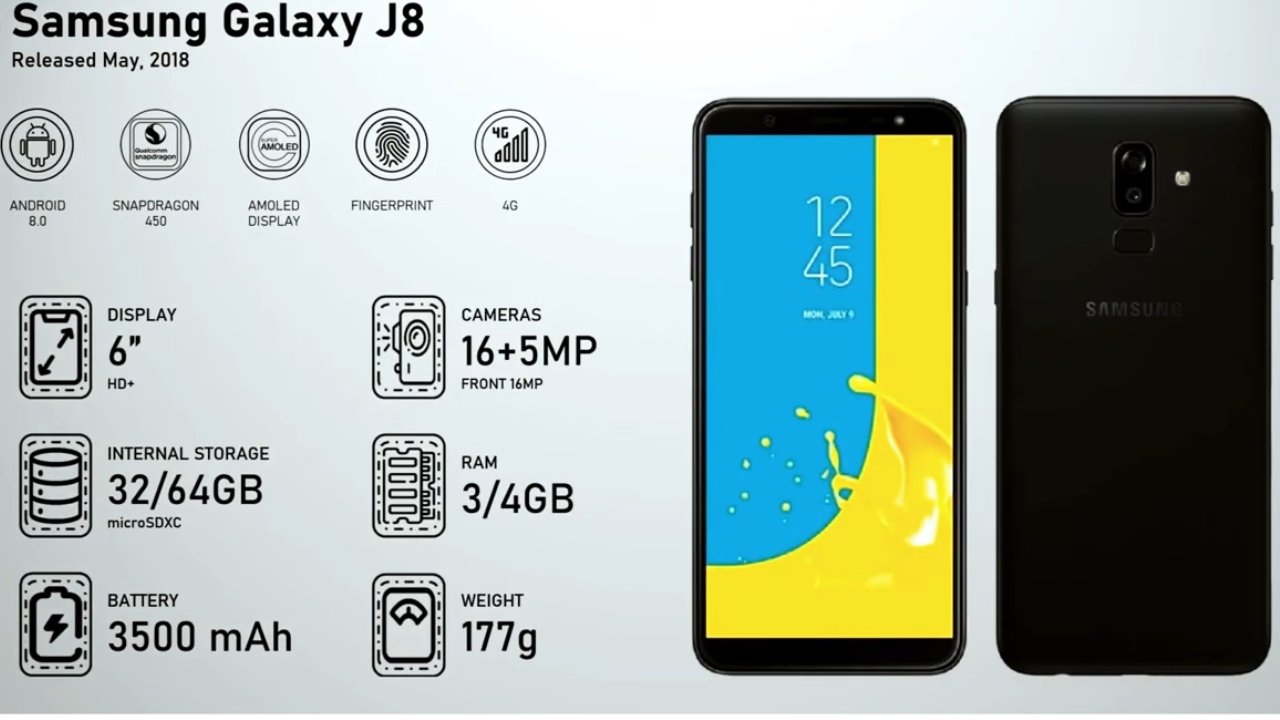 Samsung Galaxy J8
Released May, 2018
Qualcomm
snapdragon
SUPER
AMOLED
4G
ANDROID
8.0
SNAPDRAGON
450
AMOLED
DISPLAY
FINGERPRINT
4G
DISPLAY
6”
HD+
CAMERAS
16+5MP
FRONT 16MP
INTERNAL STORAGE
32/64GB
microSDXC
RAM
3/4GB
BATTERY
3500 mAh
WEIGHT
177g
12
45
MON, JULY 9
SAMSUNG